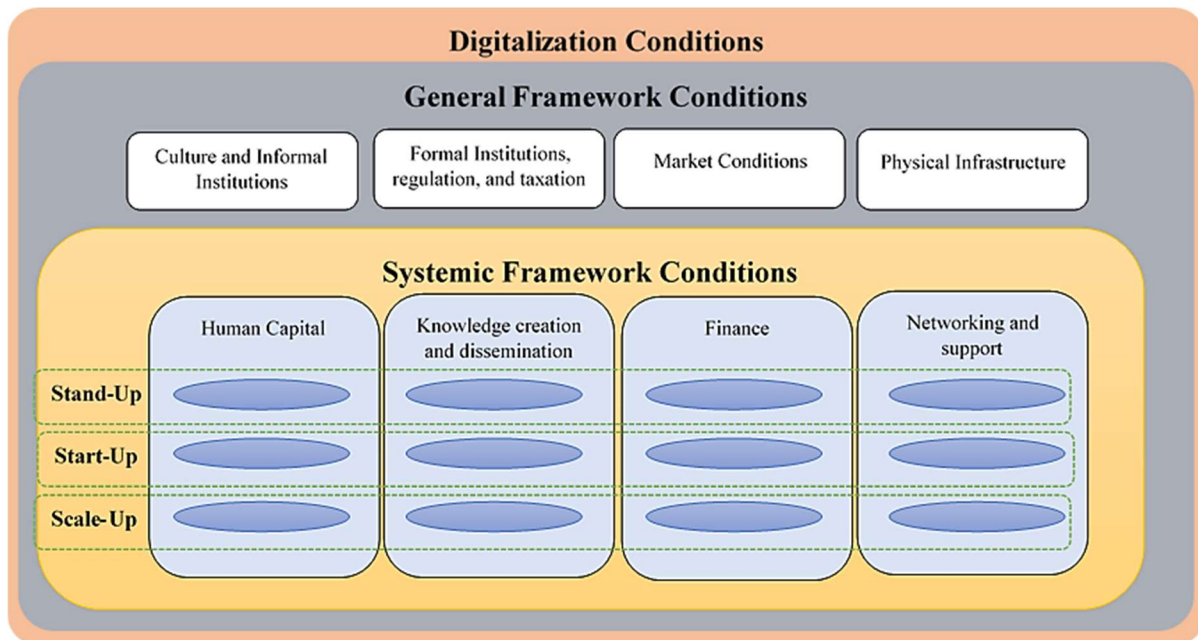 Digitalization Conditions
General Framework Conditions
Culture and Informal
Institutions
Formal Institutions,
regulation, and taxation
Market Conditions
Physical Infrastructure
Systemic Framework Conditions
Human Capital
Knowledge creation
and dissemination
Finance
Networking and
support
Stand-Up
Start-Up
Scale-Up